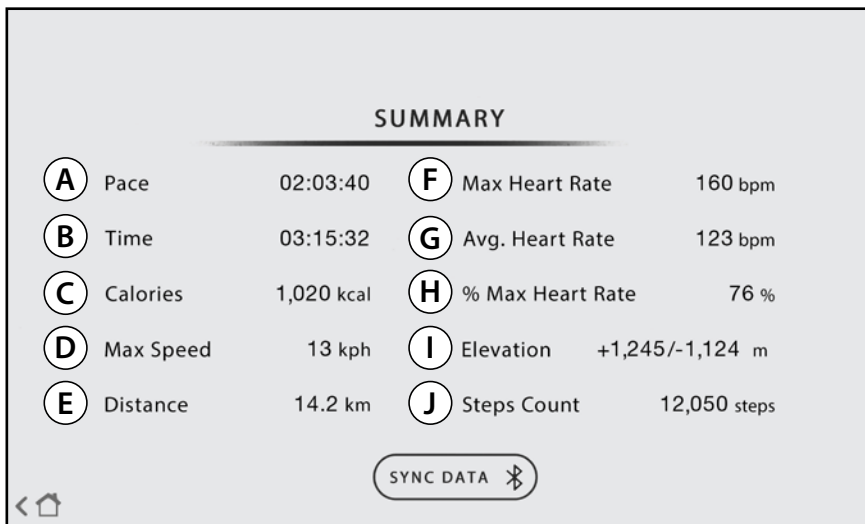 SUMMARY
A Pace 02:03:40 F Max Heart Rate 160 bpm
B Time 03:15:32 G Avg. Heart Rate 123 bpm
C Calories 1,020 kcal H % Max Heart Rate 76 %
D Max Speed 13 kph I Elevation +1,245/-1,124 m
E Distance 14.2 km J Steps Count 12,050 steps
SYNC DATA